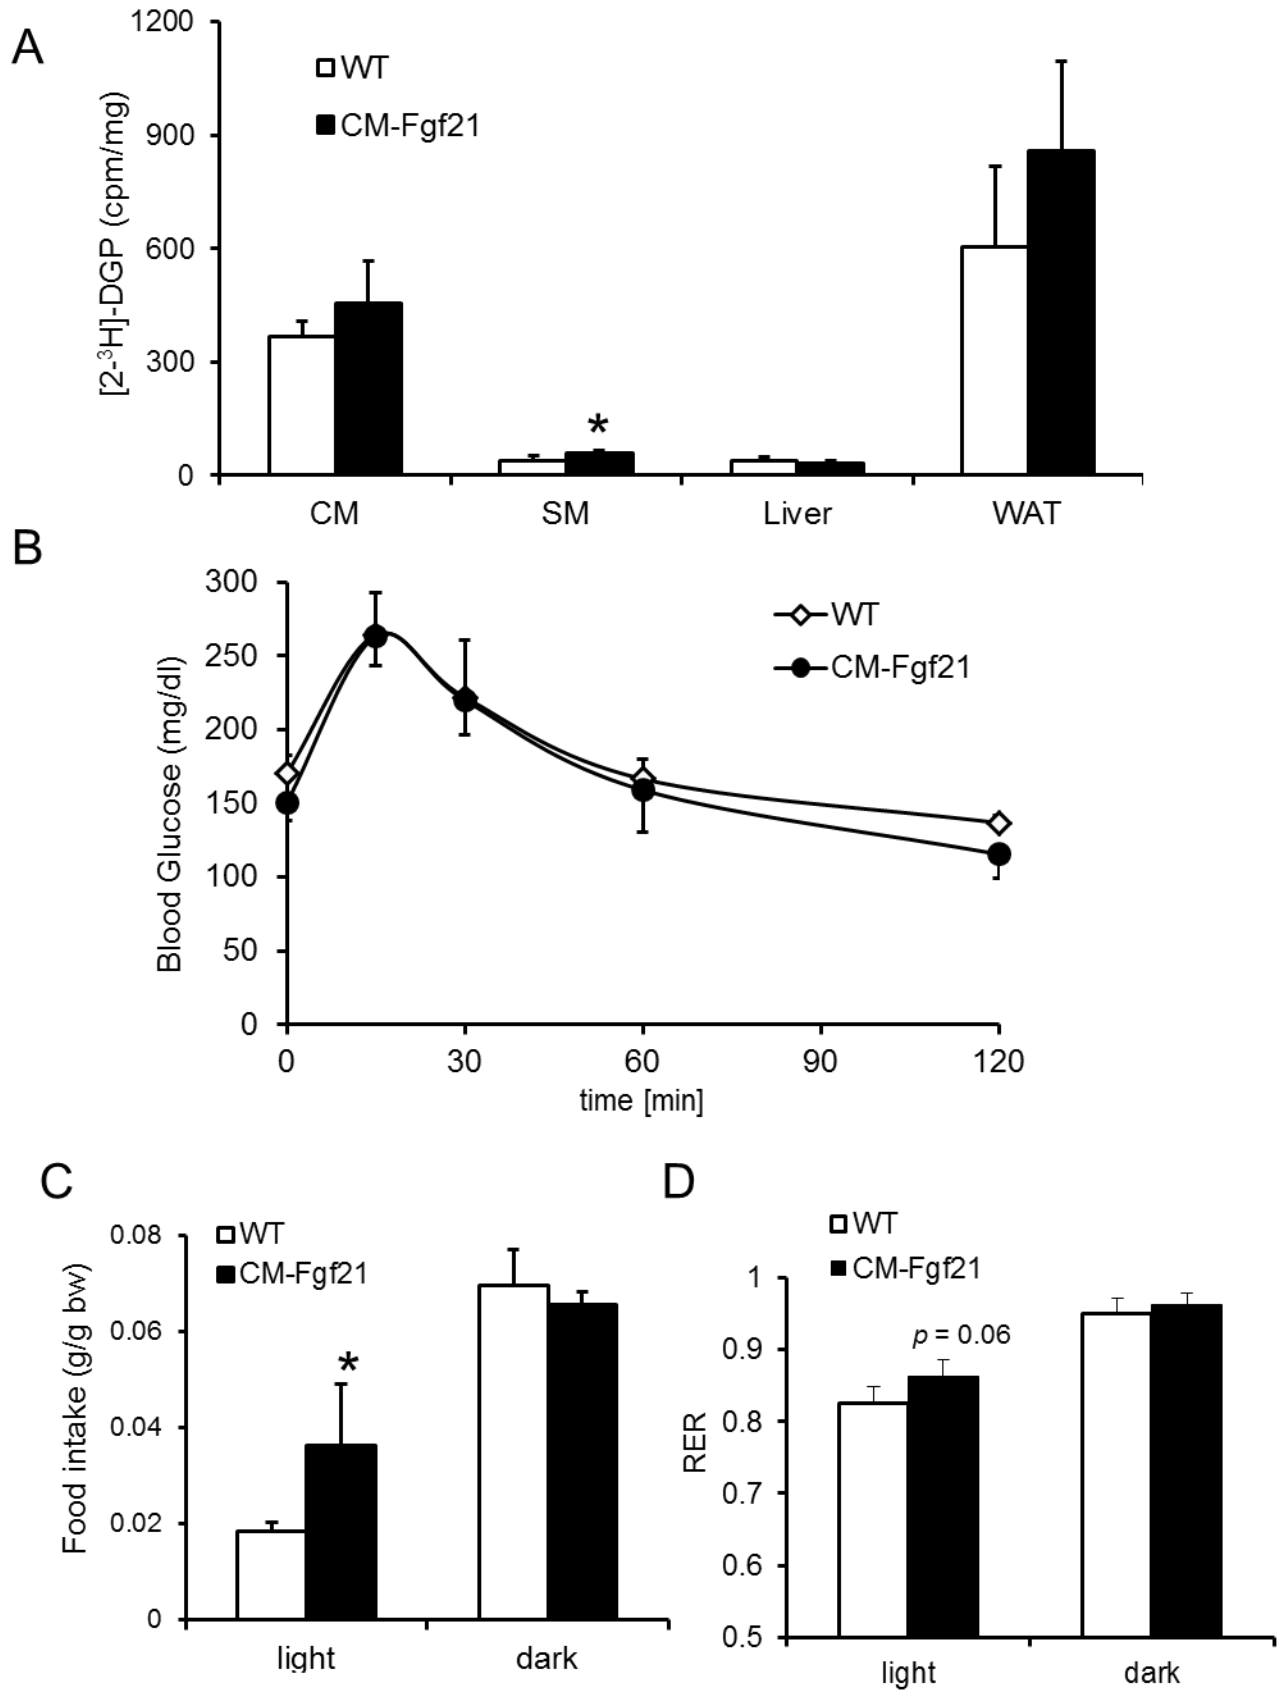 A
1200
900
600
300
0
[2-³H]-DGP (cpm/mg)
WT
CM-Fgf21
*
CM SM Liver WAT
B
300
250
200
150
100
50
0
Blood Glucose (mg/dl)
WT
CM-Fgf21
0 30 60 90 120
time [min]
C
0.08
0.06
0.04
0.02
0
Food intake (g/g bw)
WT
CM-Fgf21
*
light dark
D
WT
CM-Fgf21
1
0.9
0.8
0.7
0.6
0.5
RER
p = 0.06
light dark